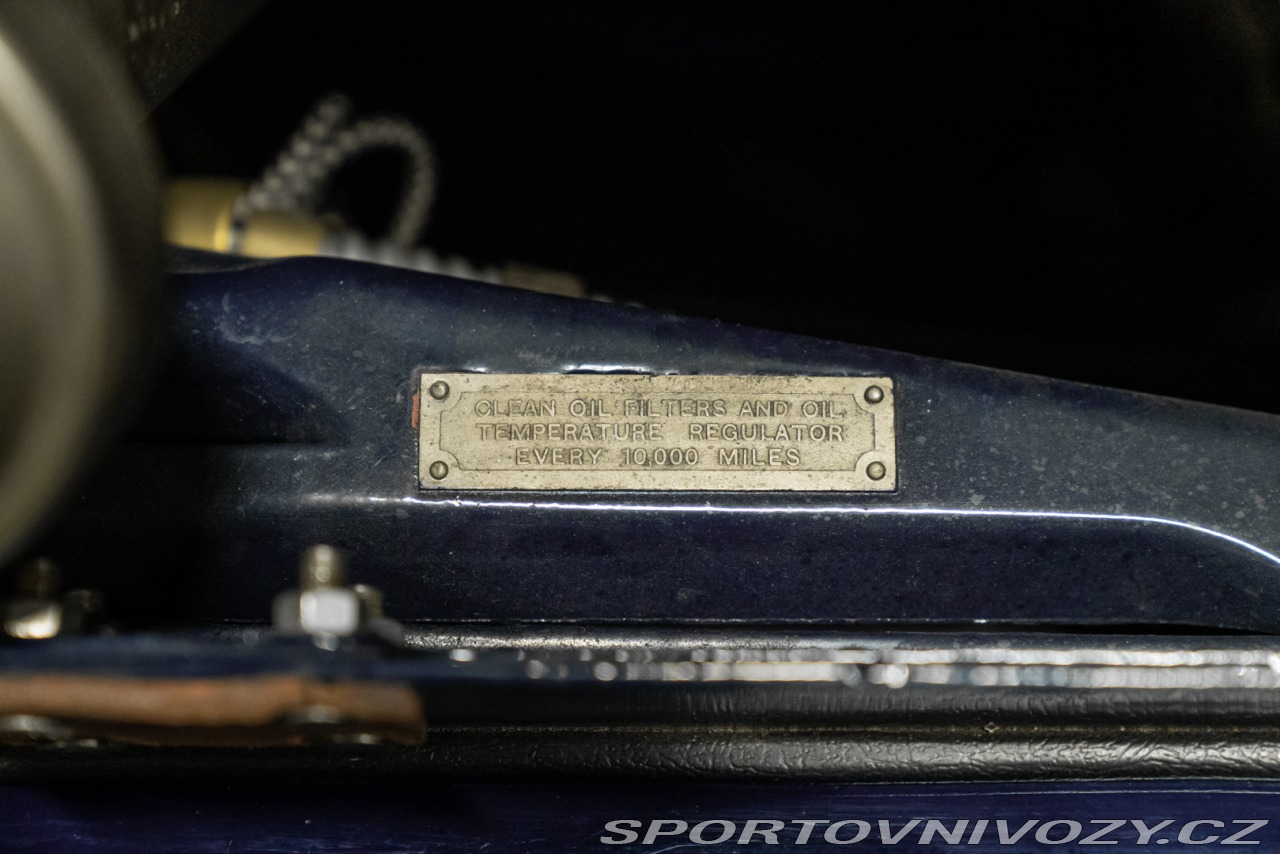 CLEAN OIL FILTERS AND OIL
TEMPERATURE REGULATOR
EVERY 10,000 MILES
SPORTOVNIVOZY.CZ